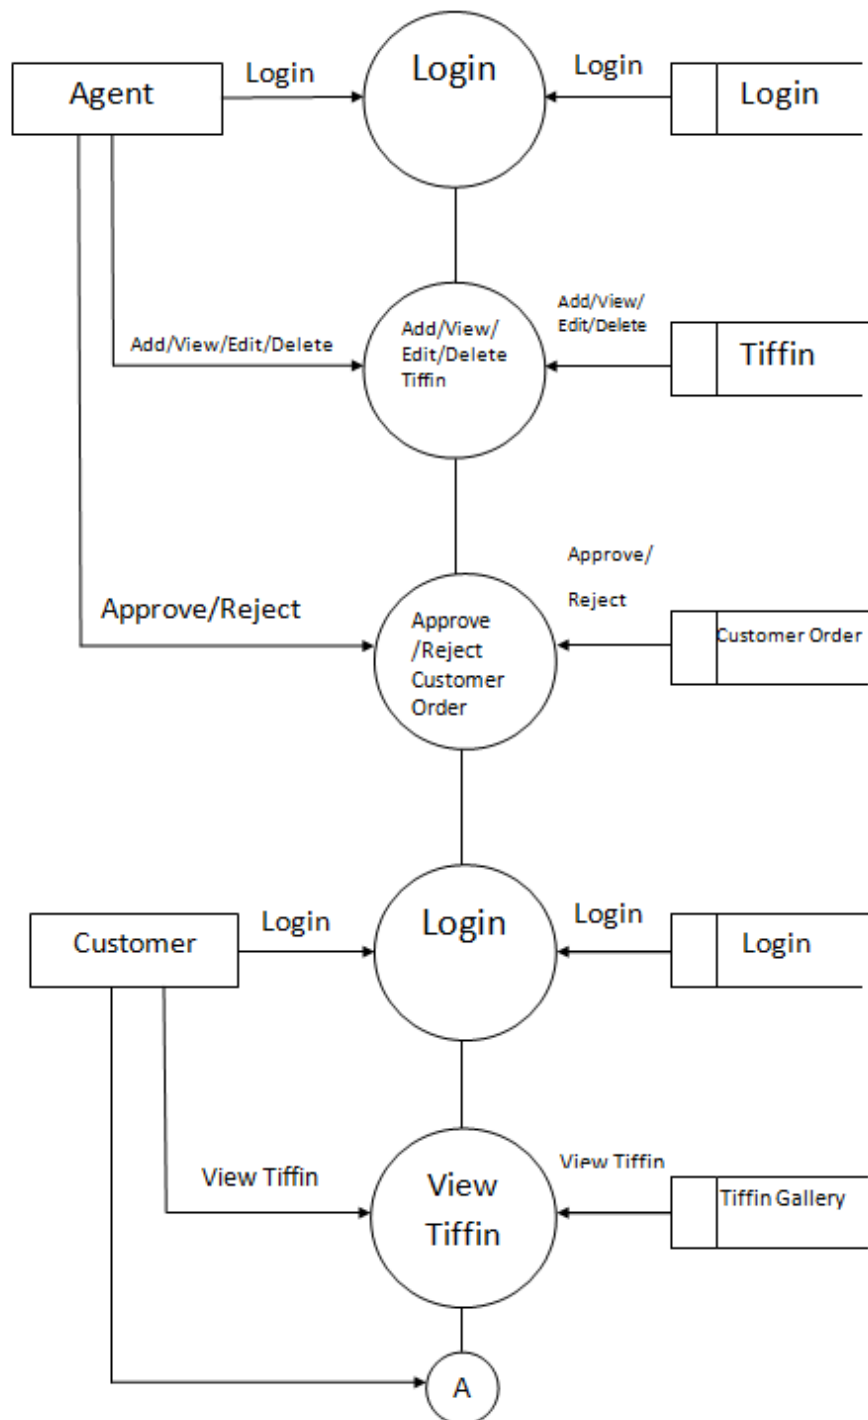 Login
Login
Login
Agent
Login
Add/View/
Edit/Delete
Add/View/Edit/Delete
Add/View/
Edit/Delete
Tiffin
Tiffin
Approve/
Reject
Approve/Reject
Approve
/Reject
Customer
Order
Customer Order
Login
Login
Login
Customer
Login
View Tiffin
View Tiffin
View
Tiffin
Tiffin Gallery
A